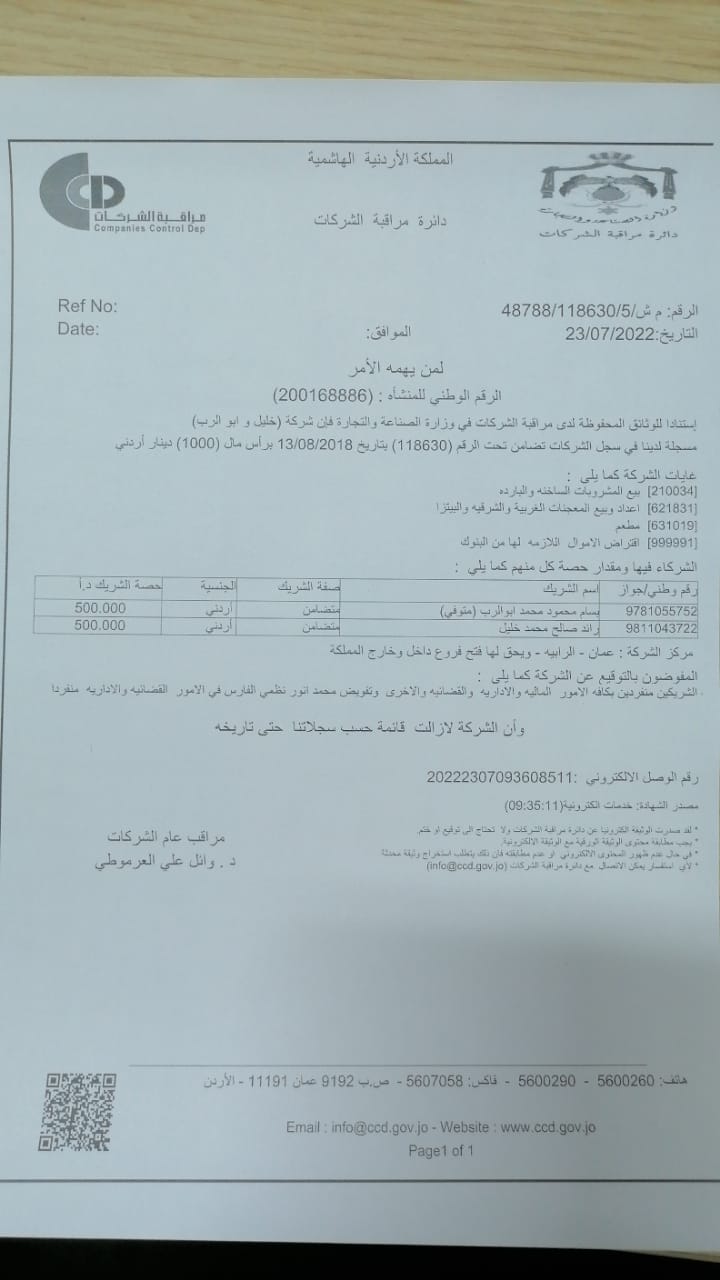 المملكة الأردنية الهاشمية
مراقبة الشركات
Companies Control Dep
دائرة مراقبة الشركات
دائرة مراقبة الشركات
الرقم: م ش/5/118630/48788
Ref No:
التاريخ:23/07/2022
الموافق:
Date:
لمن يهمه الأمر
الرقم الوطني للمنشأه : (200168886)
إستنادا للوثائق المحفوظة لدى مراقبة الشركات في وزارة الصناعة والتجارة فإن شركة (خليل و ابو الرب)
مسجلة لدينا في سجل الشركات تضامن تحت الرقم (118630) بتاريخ 13/08/2018 برأس مال (1000) دينار أردني
غايات الشركة كما يلي :
[210034] بيع المشروبات الساخنه والبارده
[621831] اعداد وبيع المعجنات الغربية والشرقيه والبيتزا
[631019] مطعم
[999991] اقتراض الاموال اللازمه لها من البنوك
الشركاء فيها ومقدار حصة كل منهم كما يلي :
رقم وطني/جواز اسم الشريك صفة الشريك الجنسية حصة الشريك د.أ
9781055752 بسام محمود محمد ابوالرب (متوفي) متضامن أردني 500.000
9811043722 رائد صالح محمد خليل متضامن أردني 500.000
مركز الشركة : عمان - الرابيه - ويحق لها فتح فروع داخل وخارج المملكة
المفوضون بالتوقيع عن الشركة كما يلي :
الشريكين منفردين بكافه الامور الماليه والاداريه والقضائيه والاخرى وتفويض محمد انور نظمي الفارس في الامور القضائيه والاداريه منفردا
وأن الشركة لازالت قائمة حسب سجلاتنا حتى تاريخه
رقم الوصل الالكتروني :20222307093608511
مصدر الشهادة: خدمات الكترونية(09:35:11)
* لقد صدرت الوثيقة الكترونيا عن دائرة مراقبة الشركات ولا تحتاج الى توقيع او ختم.
* يجب مطابقة محتوى الوثيقة الورقية مع الوثيقة الالكترونية.
* في حال عدم ظهور المحتوى الالكتروني او عدم مطابقته فان ذلك يتطلب استخراج وثيقة محدثة
* لاي استفسار يمكن الاتصال مع دائرة مراقبة الشركات (info@ccd.gov.jo)
مراقب عام الشركات
د . وائل علي العرموطي
هاتف: 5600260 - 5600290 - فاكس: 5607058 - ص.ب 9192 عمان 11191 - الأردن
Email : info@ccd.gov.jo - Website : www.ccd.gov.jo
Page1 of 1